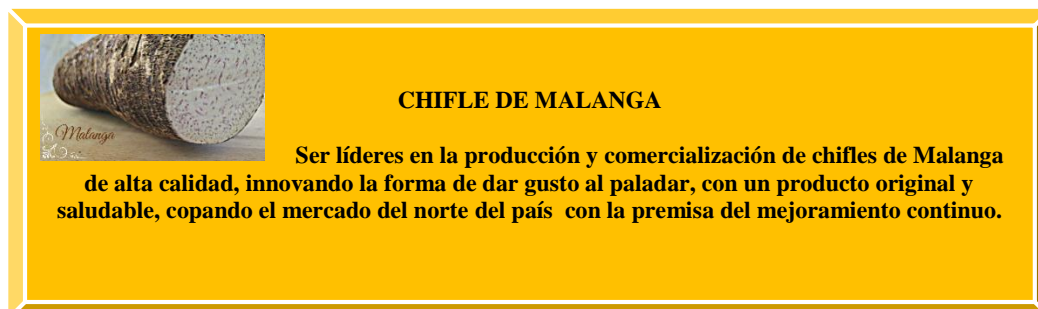 Malanga
CHIFLE DE MALANGA
Ser líderes en la producción y comercialización de chifles de Malanga
de alta calidad, innovando la forma de dar gusto al paladar, con un producto original y
saludable, copando el mercado del norte del país con la premisa del mejoramiento continuo.